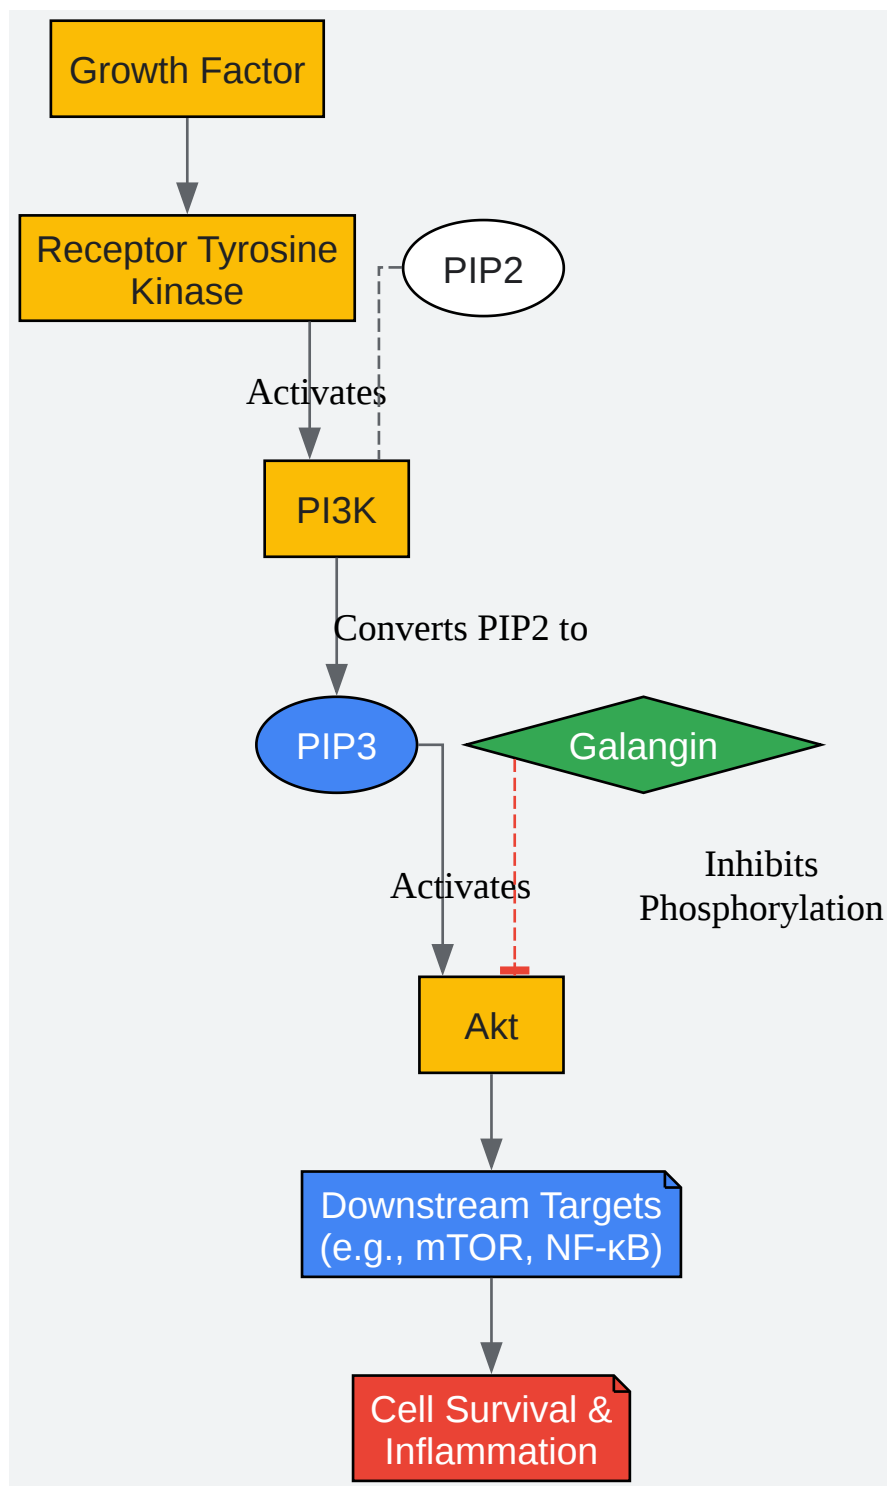 Growth Factor
Receptor Tyrosine
Kinase
PIP2
Activates
PI3K
Converts PIP2 to
PIP3
Galangin
Inhibits
Phosphorylation
Activates
Akt
Downstream Targets
(e.g., mTOR, NF-κB)
Cell Survival &
Inflammation